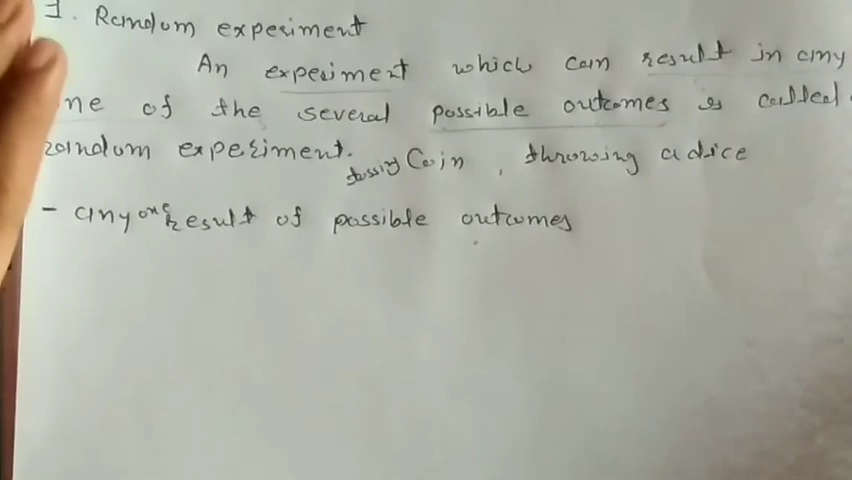 1. Random experiment
An experiment which can result in any
ne of the several possible outcomes is called
random experiment.
tossing Coin, throwing a dice
- any one result of possible outcomes